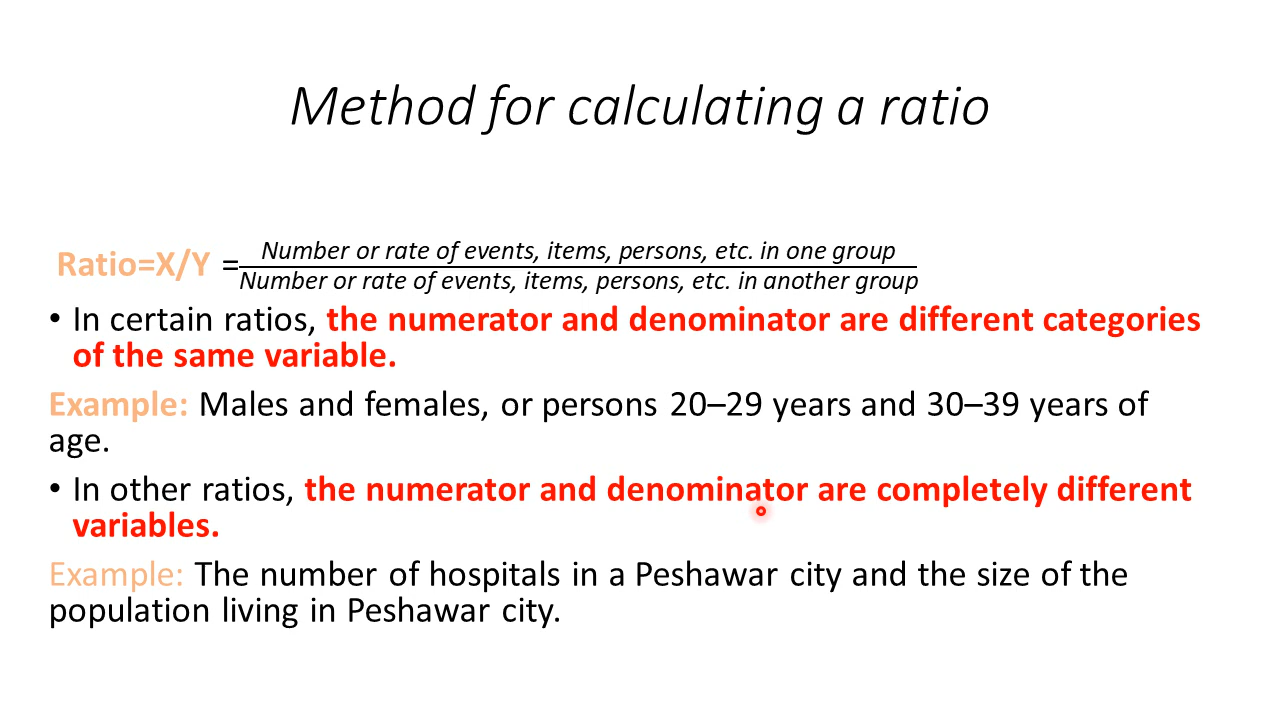 Method for calculating a ratio
Ratio=X/Y = Number or rate of events, items, persons, etc. in one group
Number or rate of events, items, persons, etc. in another group
• In certain ratios, the numerator and denominator are different categories
of the same variable.
Example: Males and females, or persons 20–29 years and 30–39 years of
age.
• In other ratios, the numerator and denominator are completely different
variables.
Example: The number of hospitals in a Peshawar city and the size of the
population living in Peshawar city.